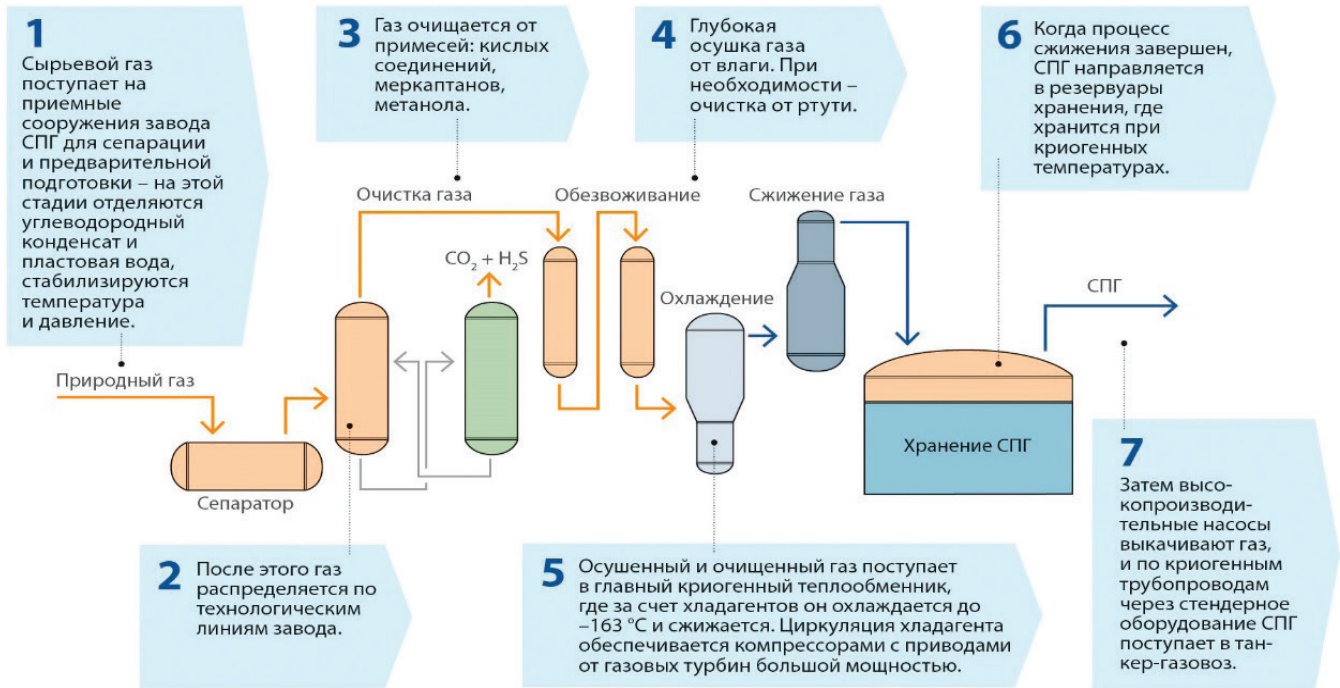 1
Сырьевой газ
поступает на
приемные
сооружения завода
СПГ для сепарации
и предварительной
подготовки – на этой
стадии отделяются
углеводородный
конденсат и
пластовая вода,
стабилизируются
температура
и давление.
3
Газ очищается от
примесей: кислых
соединений,
меркаптанов,
метанола.
4
Глубокая
осушка газа
от влаги. При
необходимости –
очистка от ртути.
6
Когда процесс
сжижения завершен,
СПГ направляется
в резервуары
хранения, где
хранится при
криогенных
температурах.
Очистка газа
Обезвоживание
Сжижение газа
CO₂ + H₂S
Охлаждение
СПГ
Природный газ
Сепаратор
Хранение СПГ
2
После этого газ
распределяется по
технологическим
линиям завода.
5
Осушенный и очищенный газ поступает
в главный криогенный теплообменник,
где за счет хладагентов он охлаждается до
–163 °С и сжижается. Циркуляция хладагента
обеспечивается компрессорами с приводами
от газовых турбин большой мощностью.
7
Затем высо-
копроизводи-
тельные насосы
выкачивают газ,
и по криогенным
трубопроводам
через стендерное
оборудование СПГ
поступает в тан-
кер-газовоз.